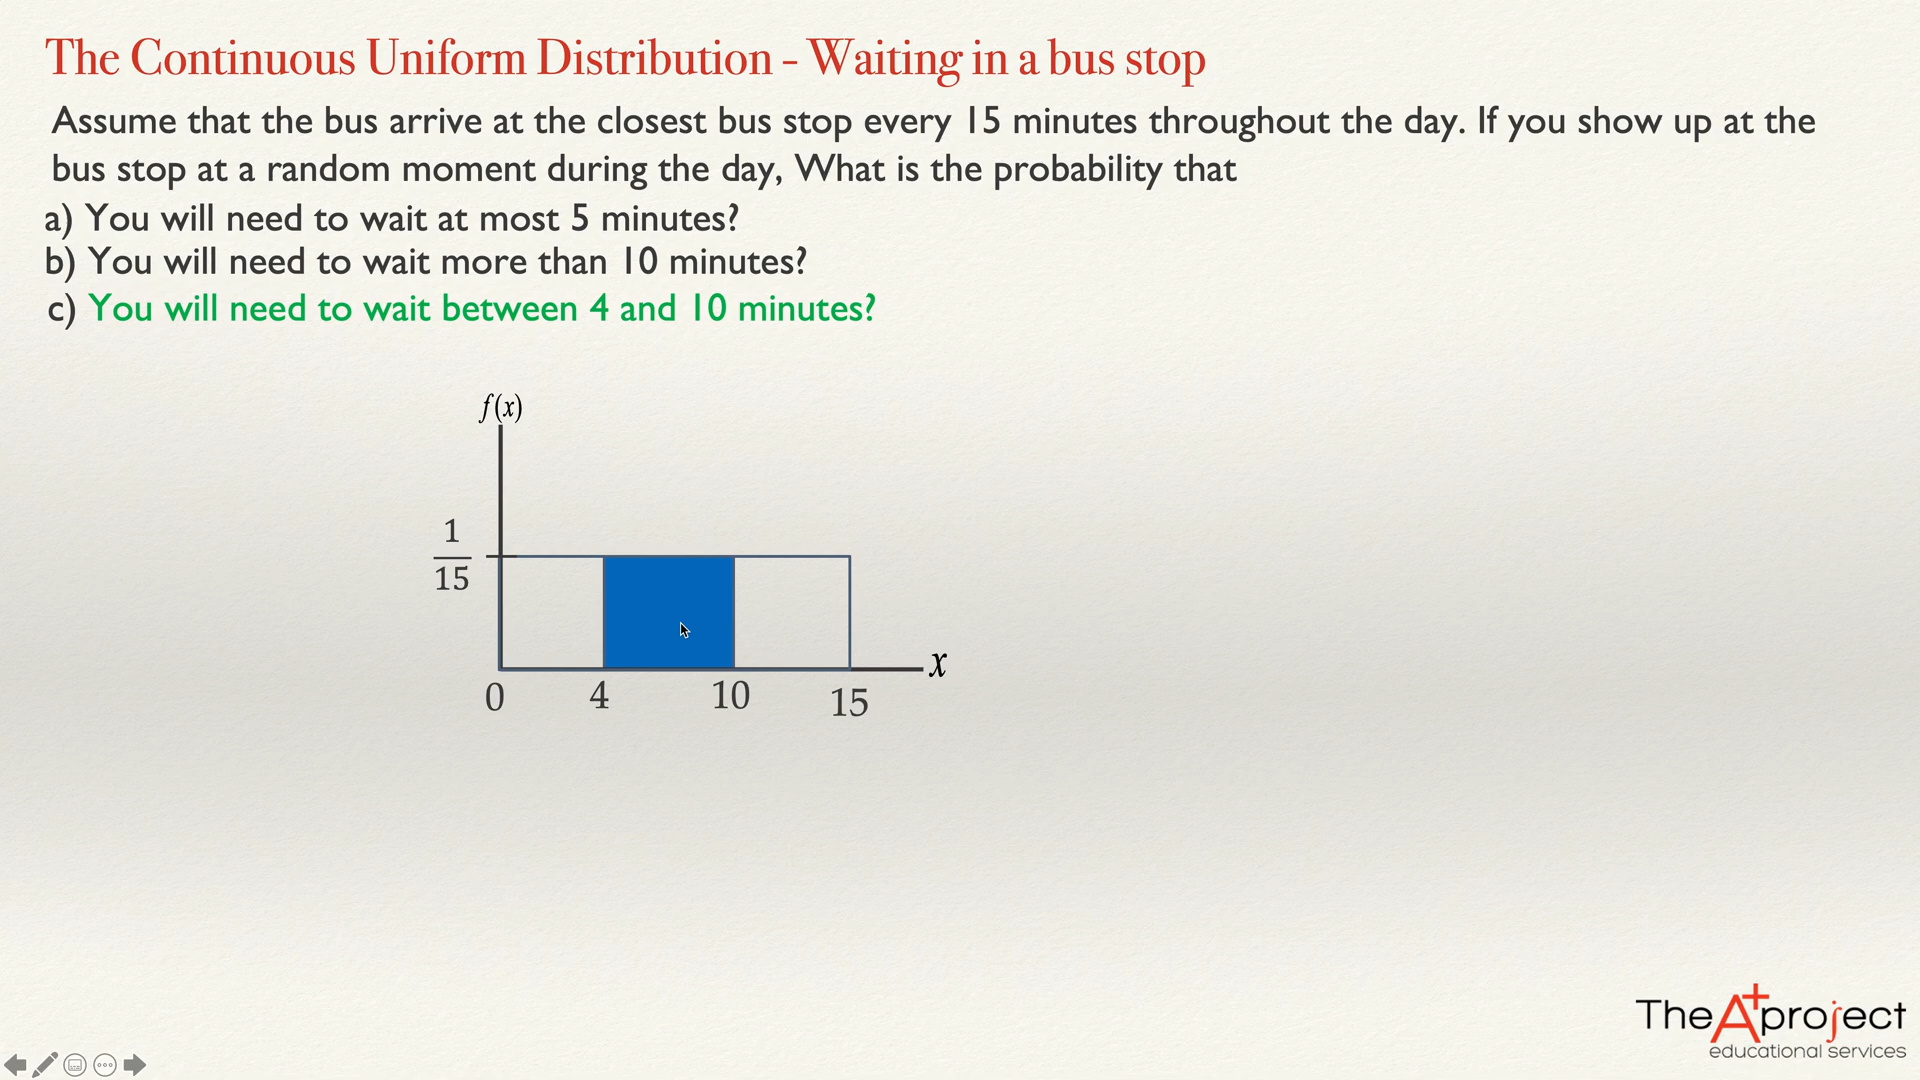 The Continuous Uniform Distribution - Waiting in a bus stop
Assume that the bus arrive at the closest bus stop every 15 minutes throughout the day. If you show up at the
bus stop at a random moment during the day, What is the probability that
a) You will need to wait at most 5 minutes?
b) You will need to wait more than 10 minutes?
c) You will need to wait between 4 and 10 minutes?
f(x)
1
15
x
0 4 10 15
The A+ project
educational services